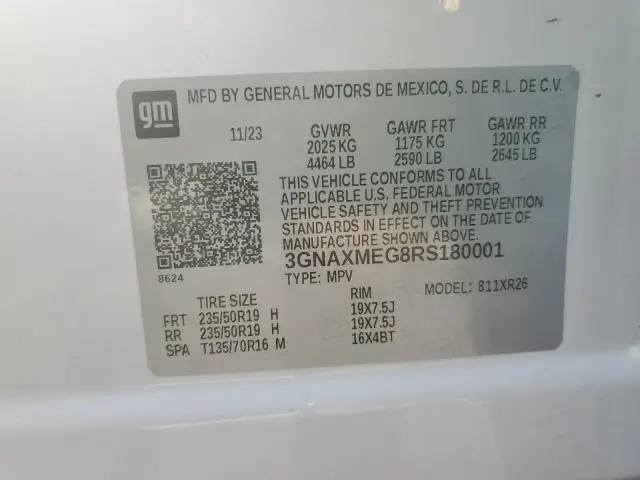 gm
MFD BY GENERAL MOTORS DE MEXICO, S. DE R.L. DE C.V.
11/23 GVWR GAWR FRT GAWR RR
2025 KG 1175 KG 1200 KG
4464 LB 2590 LB 2645 LB
THIS VEHICLE CONFORMS TO ALL
APPLICABLE U.S. FEDERAL MOTOR
VEHICLE SAFETY AND THEFT PREVENTION
STANDARDS IN EFFECT ON THE DATE OF
MANUFACTURE SHOWN ABOVE.
3GNAXMEG8RS180001
8624
TYPE: MPV MODEL: 811XR26
TIRE SIZE RIM
FRT 235/50R19 H 19X7.5J
RR 235/50R19 H 19X7.5J
SPA T135/70R16 M 16X4BT